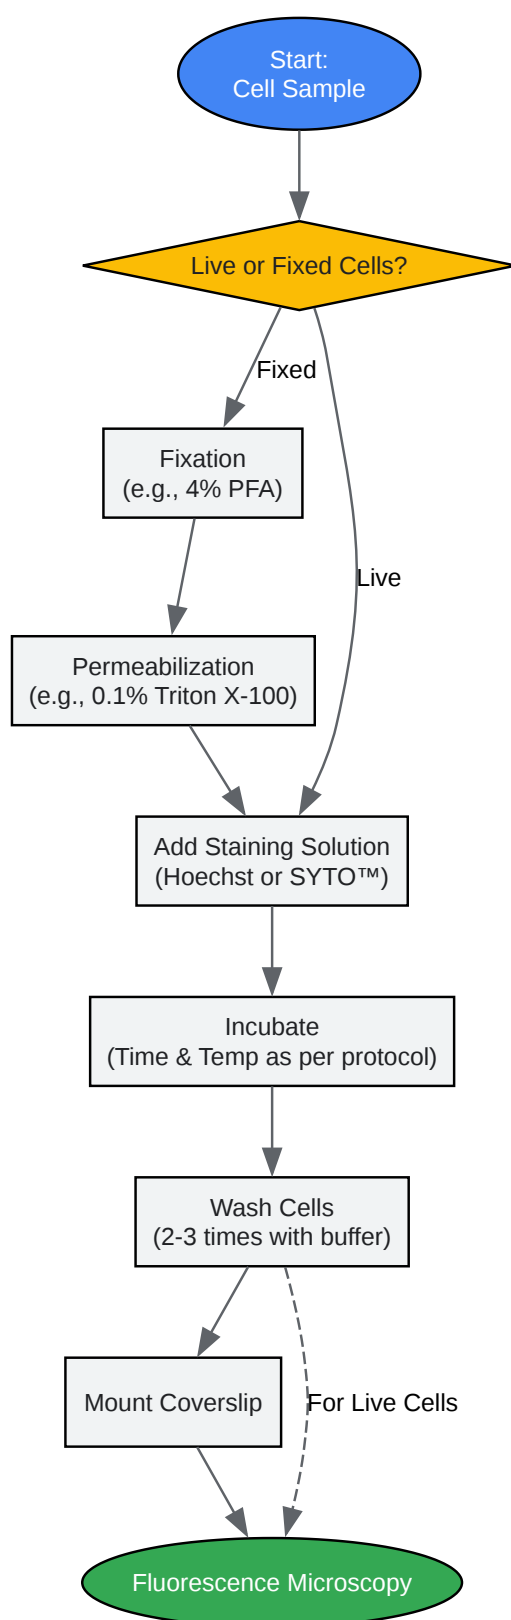 Start:
Cell Sample
Live or Fixed Cells?
Fixed
Fixation
(e.g., 4% PFA)
Live
Permeabilization
(e.g., 0.1% Triton X-100)
Add Staining Solution
(Hoechst or SYTO™)
Incubate
(Time & Temp as per protocol)
Wash Cells
(2-3 times with buffer)
Mount Coverslip
For Live Cells
Fluorescence Microscopy